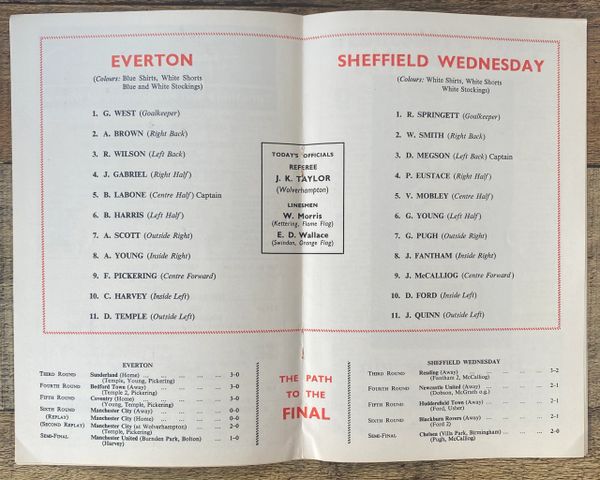 EVERTON
(Colours: Blue Shirts, White Shorts
Blue and White Stockings)
1. G. WEST (Goalkeeper)
2. A. BROWN (Right Back)
3. R. WILSON (Left Back)
4. J. GABRIEL (Right Half)
5. B. LABONE (Centre Half) Captain
6. B. HARRIS (Left Half)
7. A. SCOTT (Outside Right)
8. A. YOUNG (Inside Right)
9. F. PICKERING (Centre Forward)
10. C. HARVEY (Inside Left)
11. D. TEMPLE (Outside Left)
TODAY'S OFFICIALS
REFEREE
J. K. TAYLOR
(Wolverhampton)
LINESMEN
W. Morris
(Kettering, Flame Flag)
E. D. Wallace
(Swindon, Orange Flag)
SHEFFIELD WEDNESDAY
(Colours: White Shirts, White Shorts
White Stockings)
1. R. SPRINGETT (Goalkeeper)
2. W. SMITH (Right Back)
3. D. MEGSON (Left Back) Captain
4. P. EUSTACE (Right Half)
5. V. MOBLEY (Centre Half)
6. G. YOUNG (Left Half)
7. G. PUGH (Outside Right)
8. J. FANTHAM (Inside Right)
9. J. McCALLIOG (Centre Forward)
10. D. FORD (Inside Left)
11. J. QUINN (Outside Left)
EVERTON
THIRD ROUND Sunderland (Home) ... ... ... ... 3-0
(Temple, Young, Pickering)
FOURTH ROUND Bedford Town (Away) ... ... ... 3-0
(Temple 2, Pickering)
FIFTH ROUND Coventry (Home) ... ... ... ... 3-0
(Young, Temple, Pickering)
SIXTH ROUND Manchester City (Away) ... ... ... 0-0
(REPLAY) Manchester City (Home) ... ... ... 0-0
(SECOND REPLAY) Manchester City (at Wolverhampton) ... ... 2-0
(Temple, Pickering)
SEMI-FINAL Manchester United (Burnden Park, Bolton) ... 1-0
(Harvey)
THE PATH
TO THE
FINAL
SHEFFIELD WEDNESDAY
THIRD ROUND Reading (Away) ... ... ... ... 3-2
(Fantham 2, McCalliog)
FOURTH ROUND Newcastle United (Away) ... ... ... 2-1
(Dobson, McGrath o.g.)
FIFTH ROUND Huddersfield Town (Away) ... ... ... 2-1
(Ford, Usher)
SIXTH ROUND Blackburn Rovers (Away) ... ... ... 2-1
(Ford 2)
SEMI-FINAL Chelsea (Villa Park, Birmingham) ... ... 2-0
(Pugh, McCalliog)